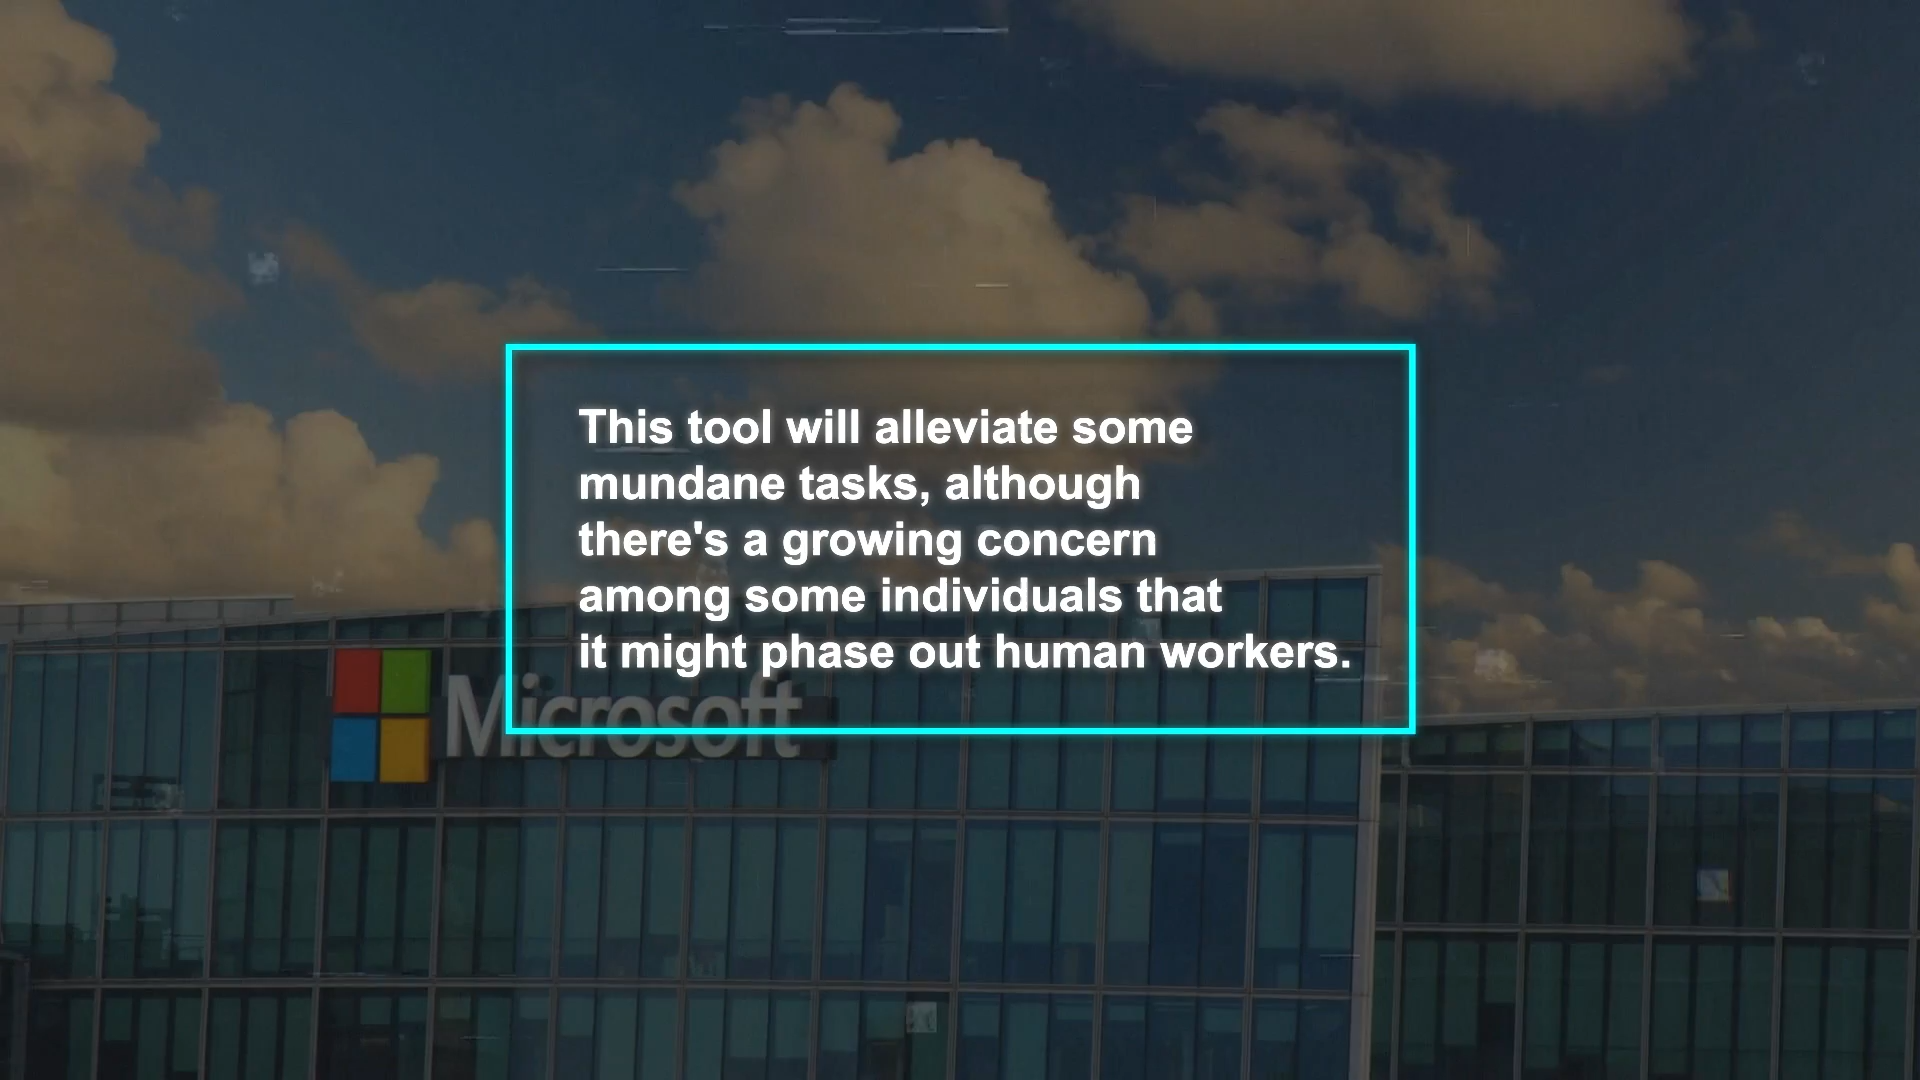 This tool will alleviate some
mundane tasks, although
there's a growing concern
among some individuals that
it might phase out human workers.
Microsoft